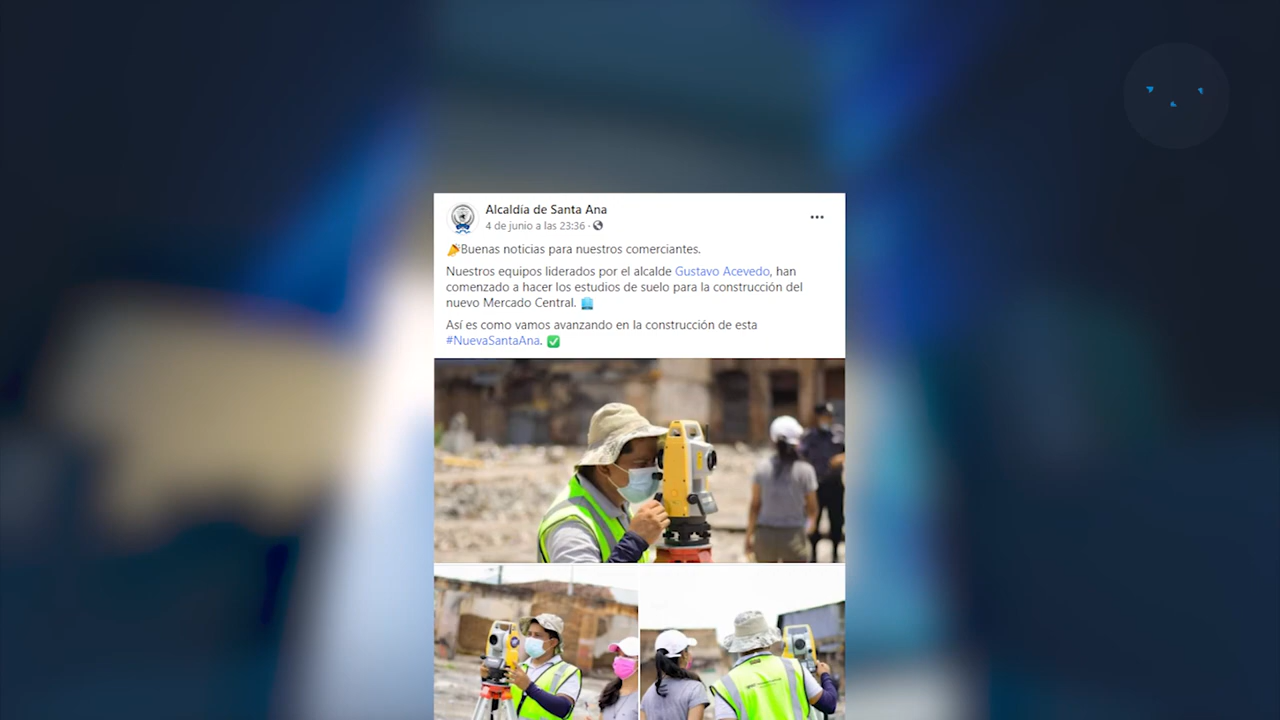 Alcaldía de Santa Ana
4 de junio a las 23:36 ·
Buenas noticias para nuestros comerciantes.
Nuestros equipos liderados por el alcalde Gustavo Acevedo, han
comenzado a hacer los estudios de suelo para la construcción del
nuevo Mercado Central.
Así es como vamos avanzando en la construcción de esta
#NuevaSantaAna.